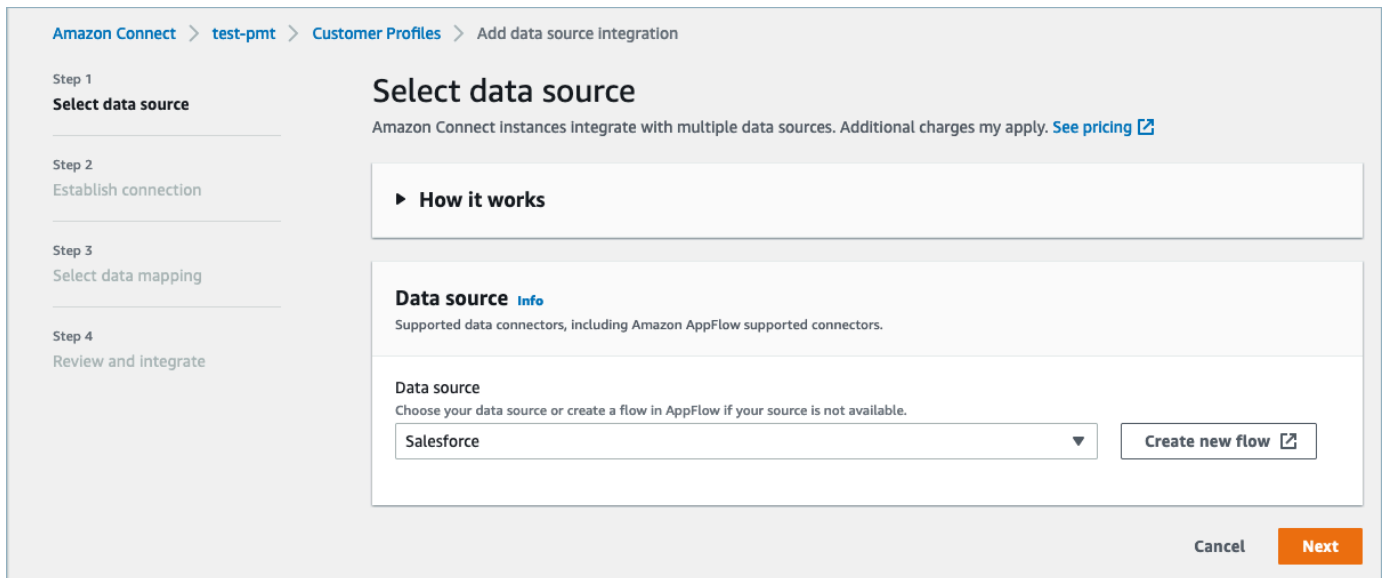 Amazon Connect > test-pmt > Customer Profiles > Add data source integration
Step 1
Select data source
Step 2
Establish connection
Step 3
Select data mapping
Step 4
Review and integrate
Select data source
Amazon Connect instances integrate with multiple data sources. Additional charges my apply. See pricing
How it works
Data source Info
Supported data connectors, including Amazon AppFlow supported connectors.
Data source
Choose your data source or create a flow in AppFlow if your source is not available.
Salesforce
Create new flow
Cancel
Next